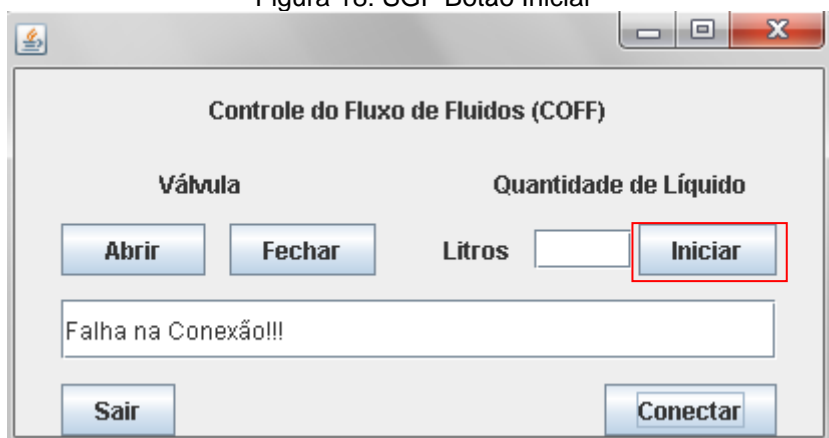 Figura 18: SGF Botão Iniciar
Controle do Fluxo de Fluidos (COFF)
Válvula Quantidade de Líquido
Abrir Fechar Litros Iniciar
Falha na Conexão!!!
Sair Conectar